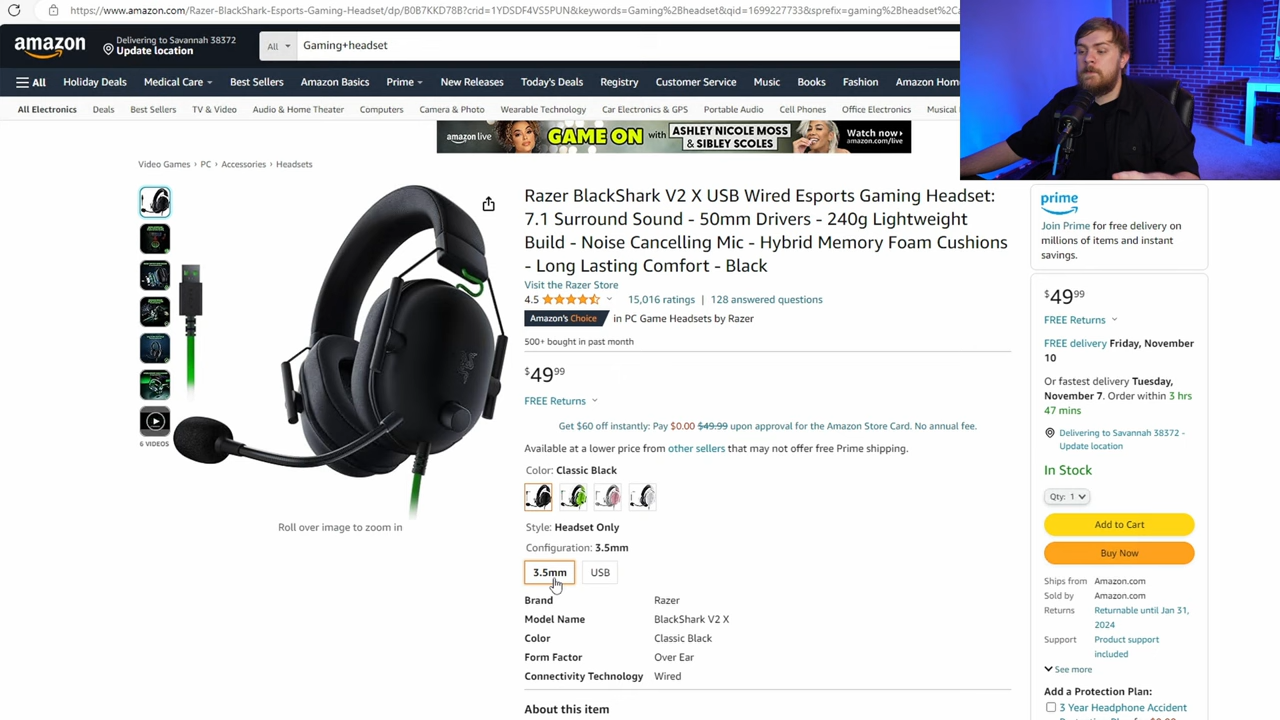 https://www.amazon.com/Razer-BlackShark-Esports-Gaming-Headset/dp/B0B7KKD78B?crid=1YDSDF4VS5PUN&keywords=Gaming%2Bheadset&qid=1699227733&sprefix=gaming%2Bheadset%2Ca
amazon
Delivering to Savannah 38372
Update location
All
Gaming+headset
All
Holiday Deals
Medical Care
Best Sellers
Amazon Basics
Prime
New Releases
Today's Deals
Registry
Customer Service
Music
Books
Fashion
Amazon Hom
All Electronics
Deals
Best Sellers
TV & Video
Audio & Home Theater
Computers
Camera & Photo
Wearable Technology
Car Electronics & GPS
Portable Audio
Cell Phones
Office Electronics
Musical
amazon live
GAME ON with
ASHLEY NICOLE MOSS
& SIBLEY SCOLES
Watch now
amazon.com/live
Video Games › PC › Accessories › Headsets
6 VIDEOS
Roll over image to zoom in
Razer BlackShark V2 X USB Wired Esports Gaming Headset:
7.1 Surround Sound - 50mm Drivers - 240g Lightweight
Build - Noise Cancelling Mic - Hybrid Memory Foam Cushions
- Long Lasting Comfort - Black
Visit the Razer Store
4.5
15,016 ratings | 128 answered questions
Amazon's Choice in PC Game Headsets by Razer
500+ bought in past month
$49.99
FREE Returns
Get $60 off instantly: Pay $0.00 $49.99 upon approval for the Amazon Store Card. No annual fee.
Available at a lower price from other sellers that may not offer free Prime shipping.
Color: Classic Black
Style: Headset Only
Configuration: 3.5mm
3.5mm
USB
Brand Razer
Model Name BlackShark V2 X
Color Classic Black
Form Factor Over Ear
Connectivity Technology Wired
About this item
prime
Join Prime for free delivery on
millions of items and instant
savings.
$49.99
FREE Returns
FREE delivery Friday, November
10
Or fastest delivery Tuesday,
November 7. Order within 3 hrs
47 mins
Delivering to Savannah 38372 -
Update location
In Stock
Qty: 1
Add to Cart
Buy Now
Ships from Amazon.com
Sold by Amazon.com
Returns Returnable until Jan 31,
2024
Support Product support
included
See more
Add a Protection Plan:
3 Year Headphone Accident